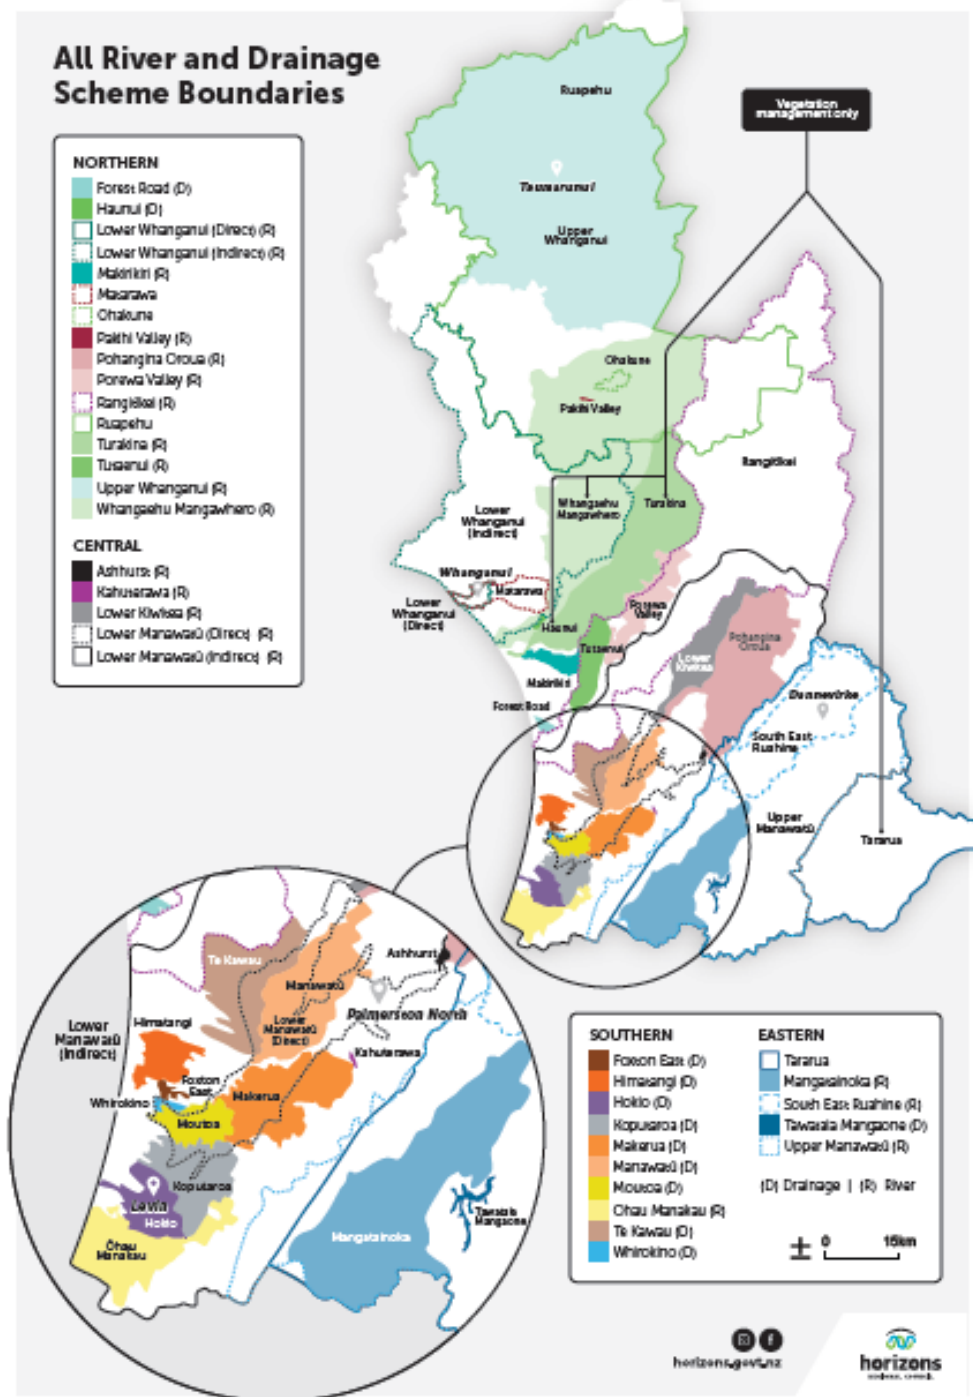 All River and Drainage
Scheme Boundaries
NORTHERN
Forest Road (D)
Haunui (D)
Lower Whanganui (Direct) (R)
Lower Whanganui (Indirect) (R)
Makirikiri (R)
Matarawa
Ohakune
Pakihi Valley (R)
Pohangina Oroua (R)
Porewa Valley (R)
Rangitīkei (R)
Ruapehu
Turakina (R)
Tutaenui (R)
Upper Whanganui (R)
Whangaehu Mangawhero (R)
CENTRAL
Ashhurst (R)
Kahuterawa (R)
Lower Kiwitea (R)
Lower Manawatū (Direct) (R)
Lower Manawatū (Indirect) (R)
Vegetation
management only
Ruapehu
Taumarunui
Upper
Whanganui
Ohakune
Pakihi Valley
Rangitīkei
Whangaehu
Mangawhero
Turakina
Lower
Whanganui
(Indirect)
Whanganui
Matarawa
Lower
Whanganui
(Direct)
Haunui
Porewa
Valley
Tutaenui
Makirikiri
Forest Road
Lower
Kiwitea
Pohangina
Oroua
Dannevirke
South East
Ruahine
Upper
Manawatū
Tararua
Te Kawau
Ashhurst
Manawatū
Palmerston North
Lower
Manawatū
(Direct)
Lower
Manawatū
(Indirect)
Himatangi
Kahuterawa
Foxton
East
Whirokino
Makerua
Moutoa
Koputaroa
Levin
Hokio
Ōhau
Manakau
Mangatainoka
Tawataia
Mangaone
SOUTHERN
Foxton East (D)
Himatangi (D)
Hokio (D)
Koputaroa (D)
Makerua (D)
Manawatū (D)
Moutoa (D)
Ohau Manakau (R)
Te Kawau (D)
Whirokino (D)
EASTERN
Tararua
Mangatainoka (R)
South East Ruahine (R)
Tawataia Mangaone (D)
Upper Manawatū (R)
(D) Drainage | (R) River
0 15km
horizons.govt.nz
horizons
REGIONAL COUNCIL